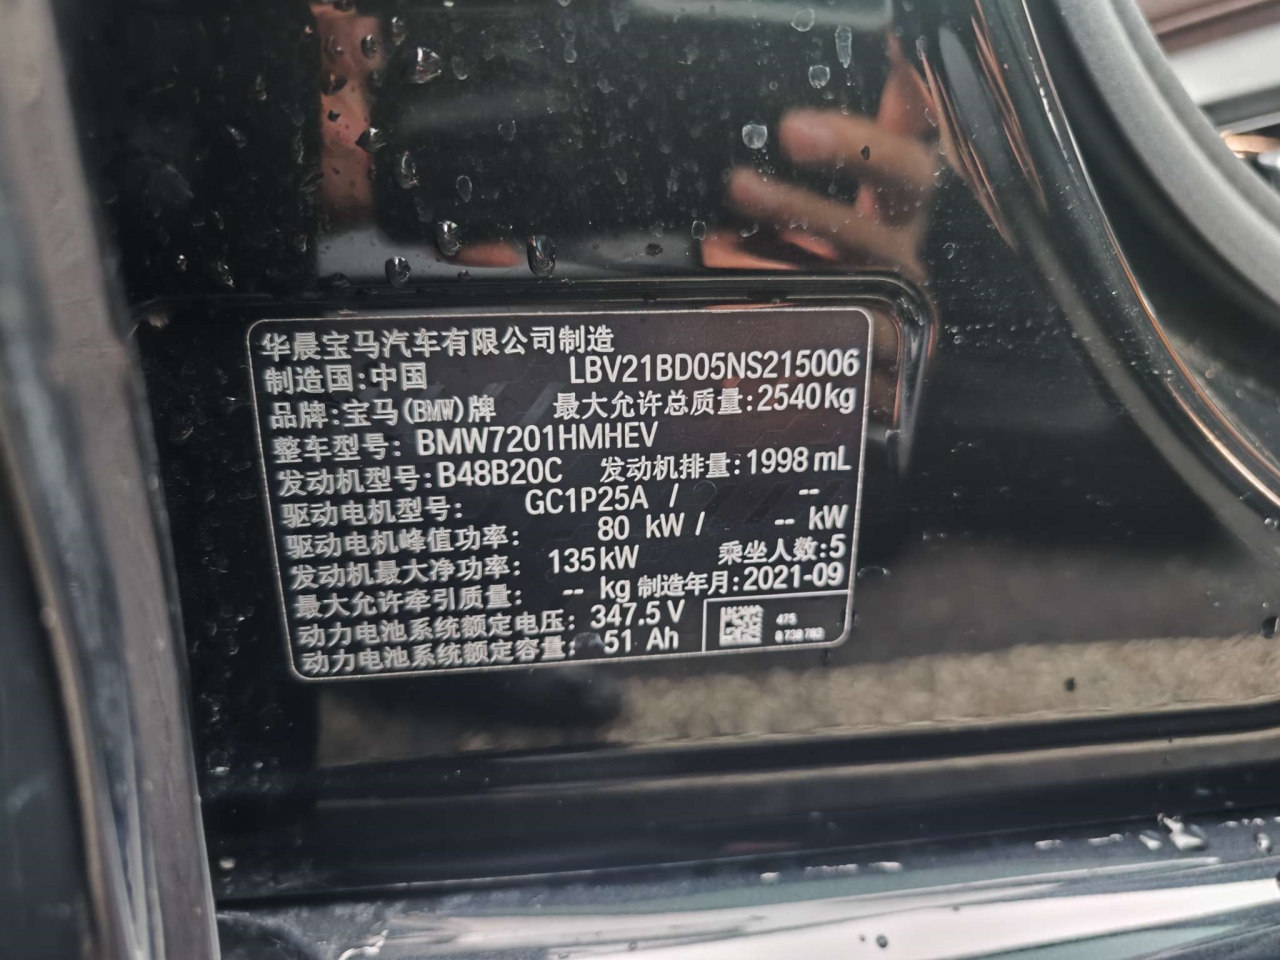 华晨宝马汽车有限公司制造
制造国:中国 LBV21BD05NS215006
品牌:宝马(BMW)牌 最大允许总质量:2540kg
整车型号: BMW7201HMHEV
发动机型号:B48B20C 发动机排量:1998 mL
驱动电机型号: GC1P25A / --
驱动电机峰值功率: 80 kW / -- kW
发动机最大净功率: 135kW 乘坐人数:5
最大允许牵引质量: -- kg 制造年月:2021-09
动力电池系统额定电压: 347.5 V
动力电池系统额定容量: 51 Ah
475